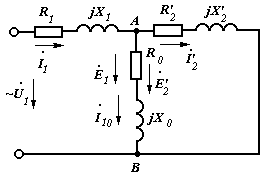 R₁ jX₁ A R′₂ jX′₂
İ₁ R₀ İ′₂
Ė₁ Ė′₂
~U̇₁
İ₁₀ jX₀
B